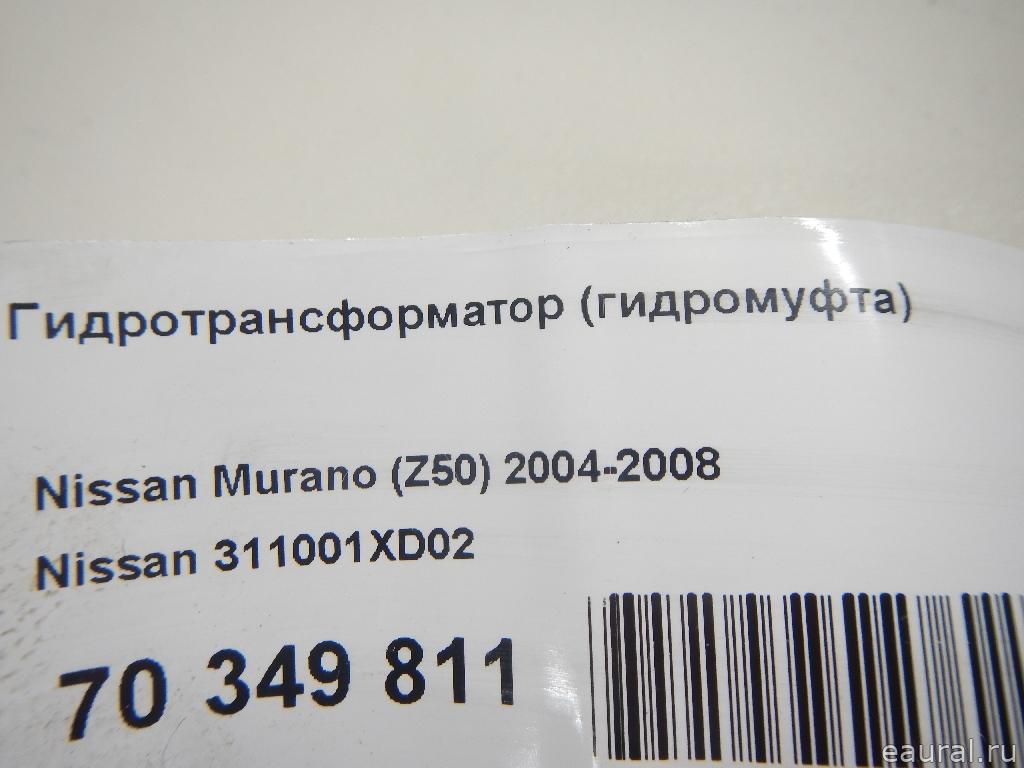 Гидротрансформатор (гидромуфта)
Nissan Murano (Z50) 2004-2008
Nissan 311001XD02
70 349 811
eaural.ru